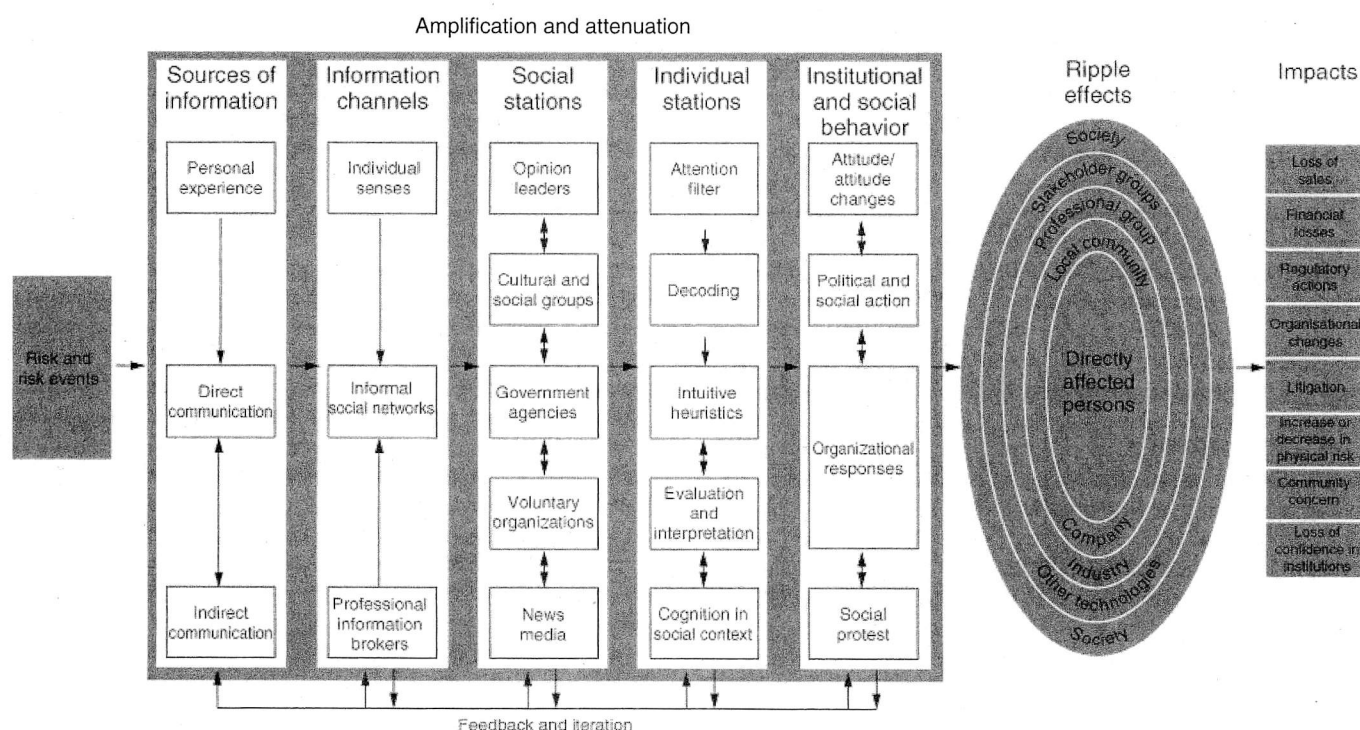 Amplification and attenuation
Sources of
information
Personal
experience
Direct
communication
Indirect
communication
Information
channels
Individual
senses
Informal
social networks
Professional
information
brokers
Social
stations
Opinion
leaders
Cultural and
social groups
Government
agencies
Voluntary
organizations
News
media
Individual
stations
Attention
filter
Decoding
Intuitive
heuristics
Evaluation
and
interpretation
Cognition in
social context
Institutional
and social
behavior
Attitude/
attitude
changes
Political and
social action
Organizational
responses
Social
protest
Risk and
risk events
Feedback and iteration
Ripple
effects
Society
Stakeholder groups
Professional group
Local community
Directly
affected
persons
Company
Industry
Other technologies
Society
Impacts
Loss of
sales
Financial
losses
Regulatory
actions
Organisational
changes
Litigation
Increase or
decrease in
physical risk
Community
concern
Loss of
confidence in
institutions